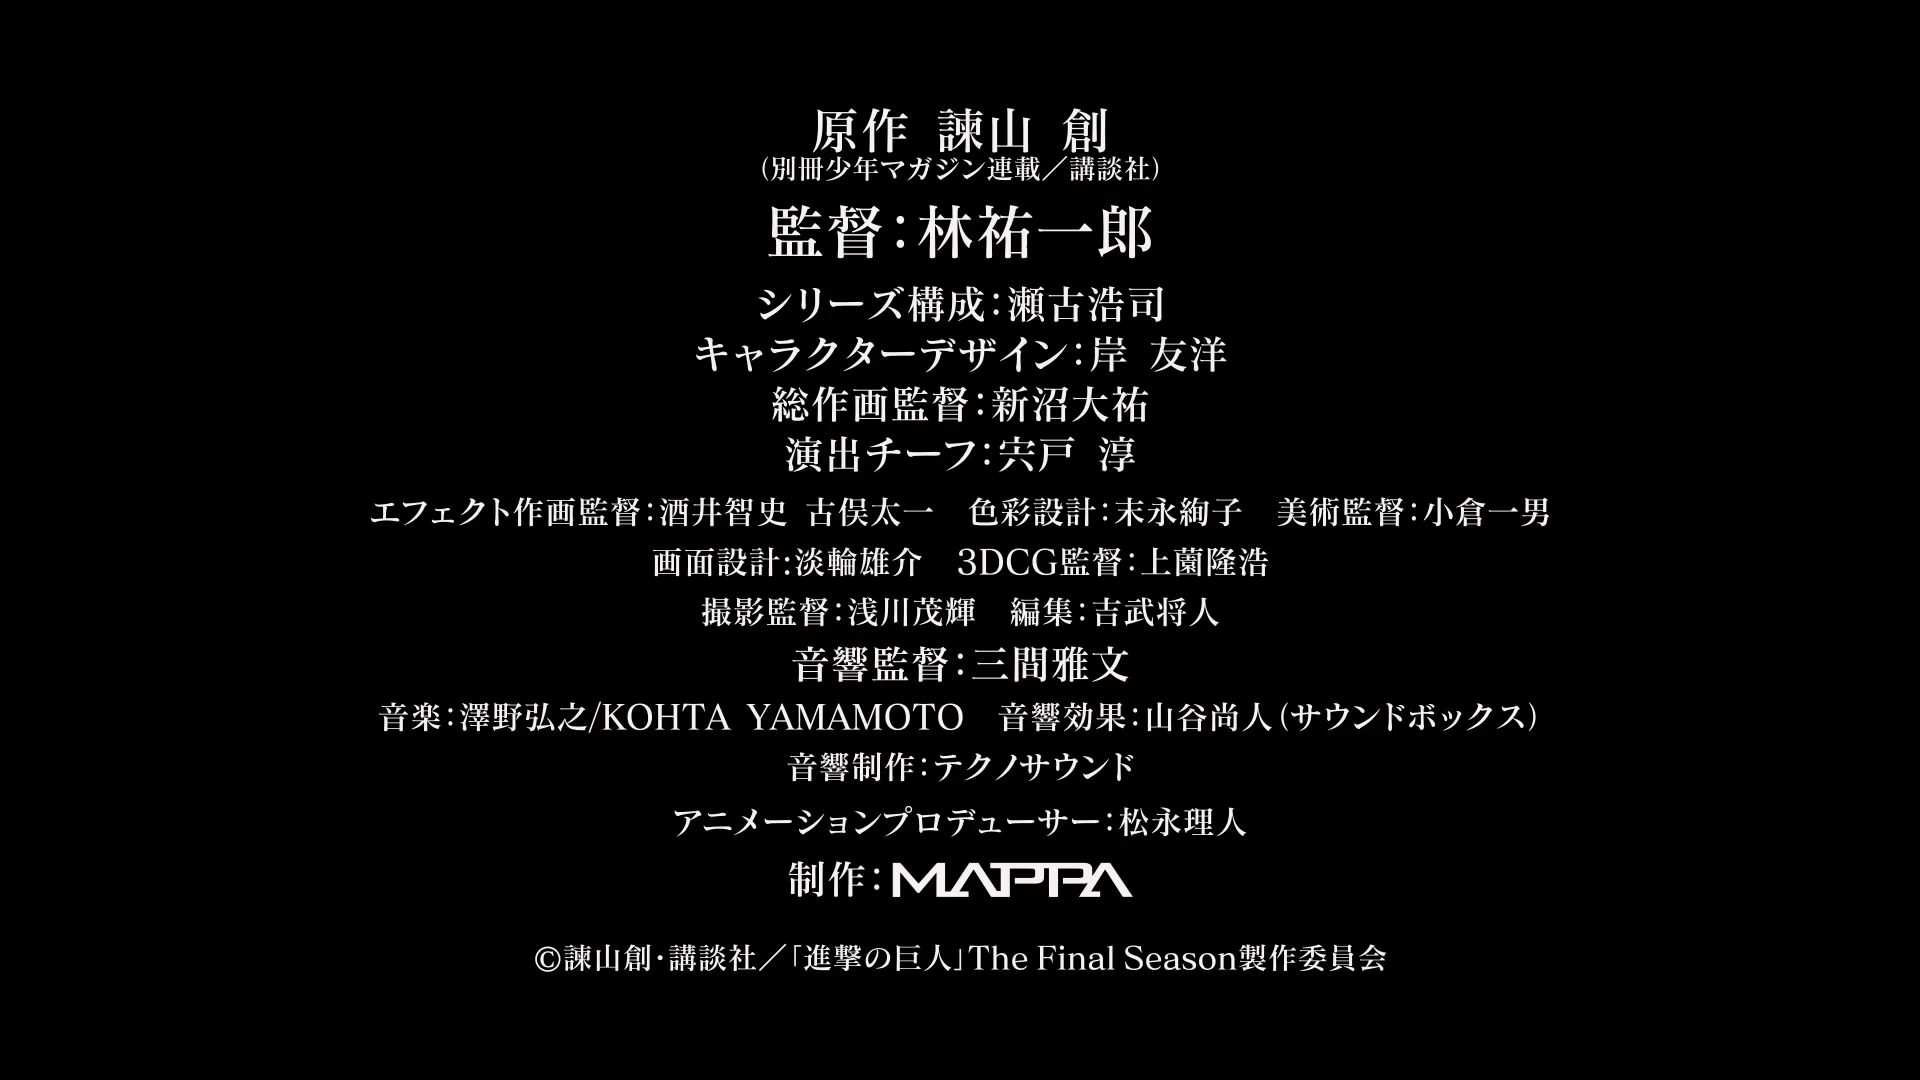 原作 諫山 創
(別冊少年マガジン連載／講談社)
監督：林祐一郎
シリーズ構成：瀬古浩司
キャラクターデザイン：岸 友洋
総作画監督：新沼大祐
演出チーフ：宍戸 淳
エフェクト作画監督：酒井智史 古俣太一 色彩設計：末永絢子 美術監督：小倉一男
画面設計：淡輪雄介 3DCG監督：上薗隆浩
撮影監督：浅川茂輝 編集：吉武将人
音響監督：三間雅文
音楽：澤野弘之/KOHTA YAMAMOTO 音響効果：山谷尚人(サウンドボックス)
音響制作：テクノサウンド
アニメーションプロデューサー：松永理人
制作：MAPPA
©諫山創・講談社／「進撃の巨人」The Final Season製作委員会